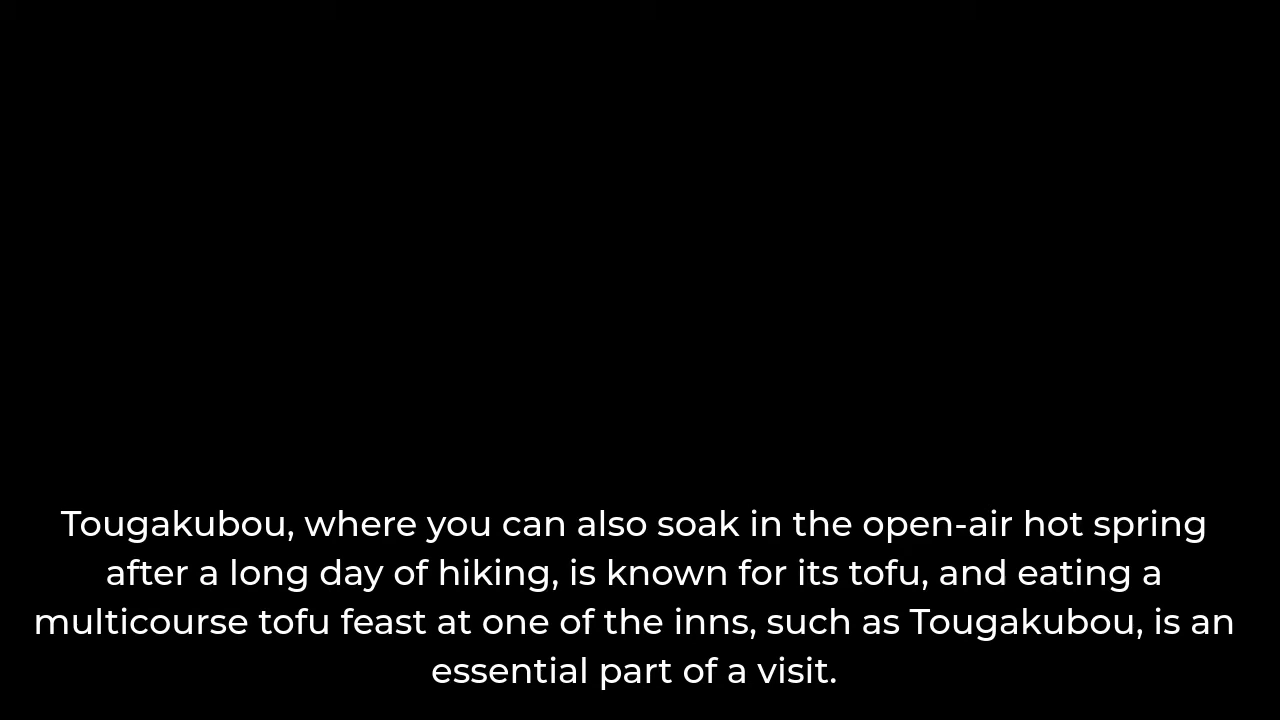 Tougakubou, where you can also soak in the open-air hot spring
after a long day of hiking, is known for its tofu, and eating a
multicourse tofu feast at one of the inns, such as Tougakubou, is an
essential part of a visit.